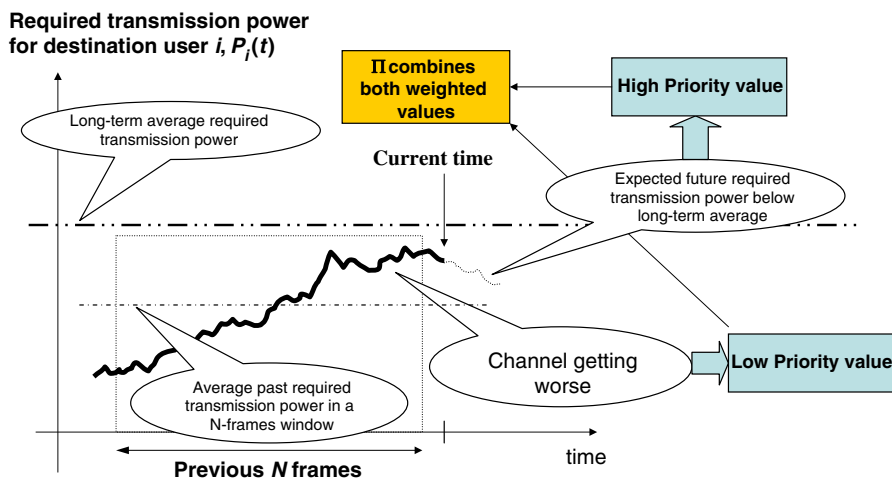 Required transmission power
for destination user i, Pi(t)
Π combines
both weighted
values
High Priority value
Long-term average required
transmission power
Current time
Expected future required
transmission power below
long-term average
Channel getting
worse
Low Priority value
Average past required
transmission power in a
N-frames window
time
Previous N frames